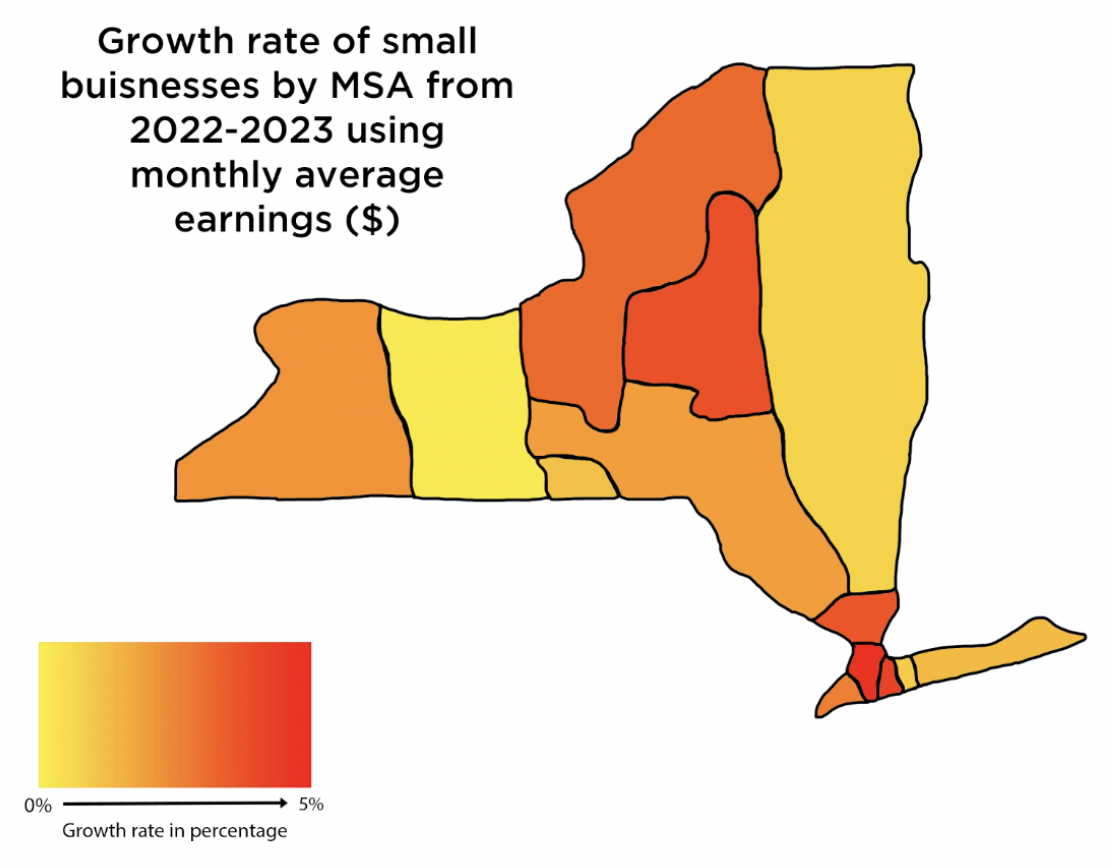 Growth rate of small
buisnesses by MSA from
2022-2023 using
monthly average
earnings ($)
0% 5%
Growth rate in percentage